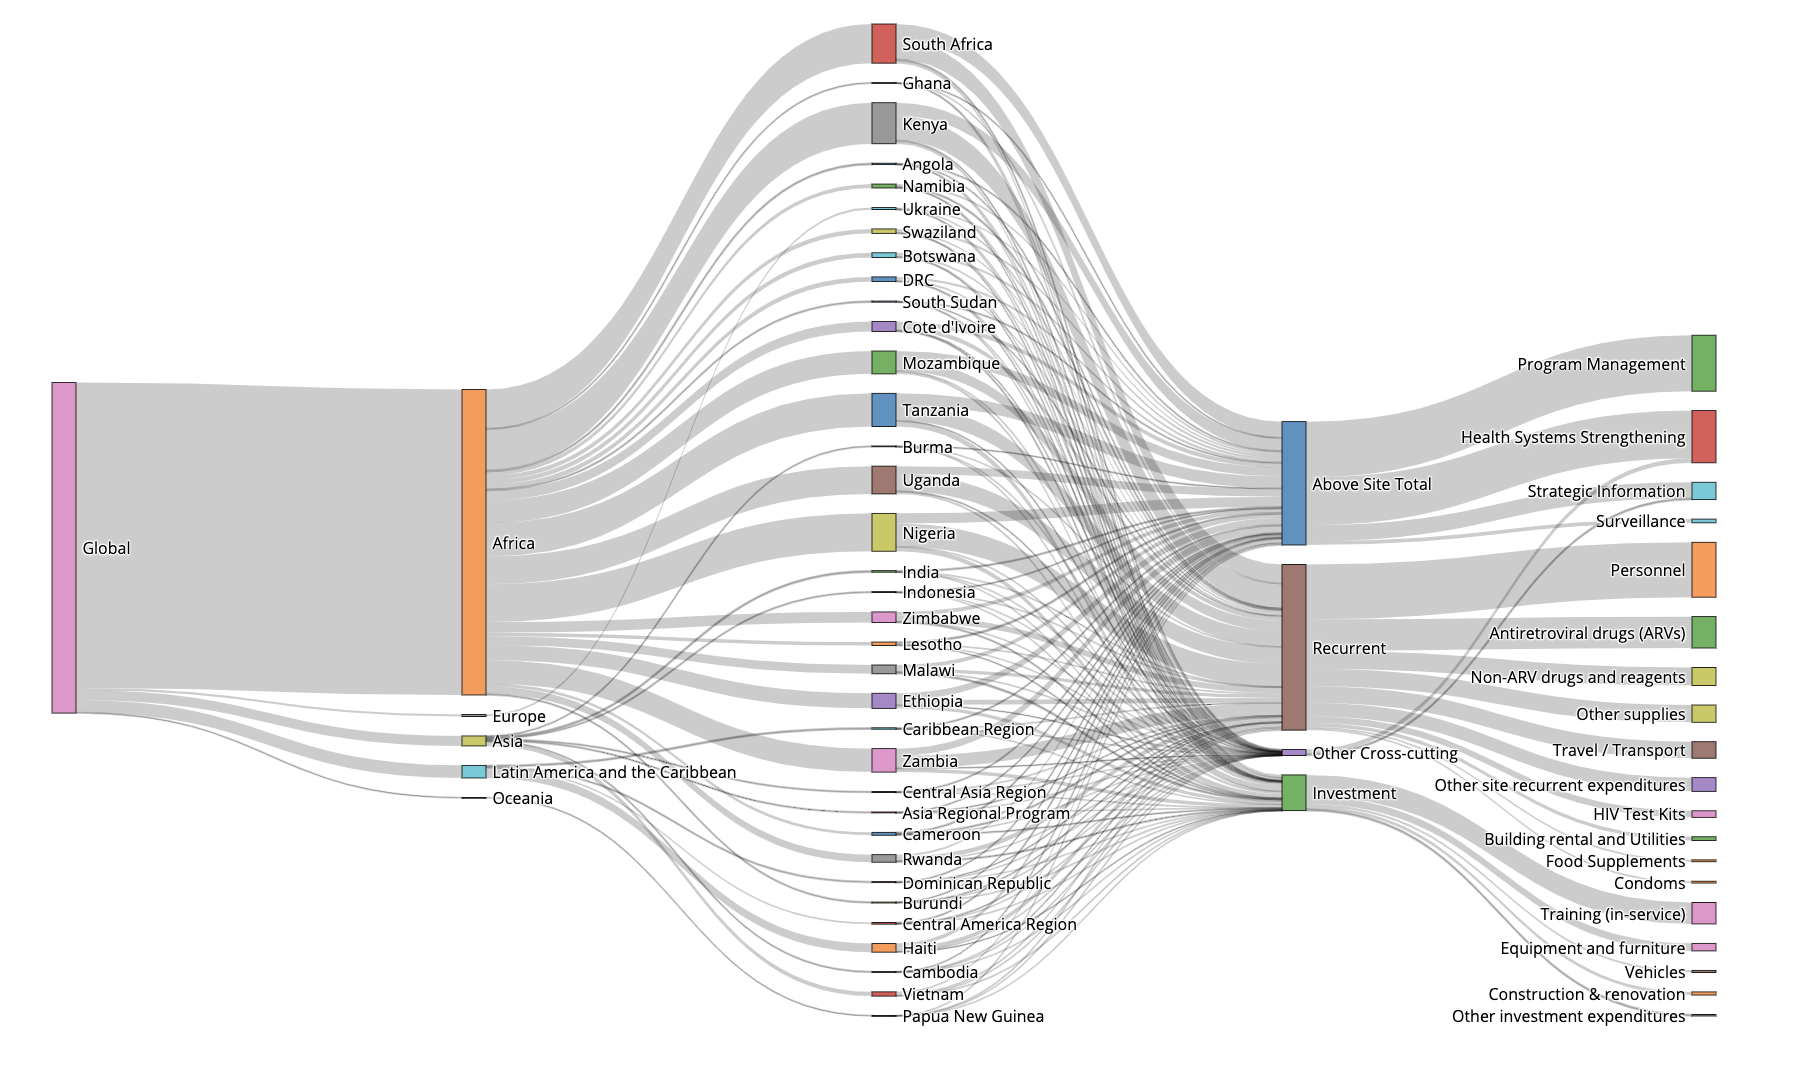 Global
Africa
Europe
Asia
Latin America and the Caribbean
Oceania
South Africa
Ghana
Kenya
Angola
Namibia
Ukraine
Swaziland
Botswana
DRC
South Sudan
Cote d'Ivoire
Mozambique
Tanzania
Burma
Uganda
Nigeria
India
Indonesia
Zimbabwe
Lesotho
Malawi
Ethiopia
Caribbean Region
Zambia
Central Asia Region
Asia Regional Program
Cameroon
Rwanda
Dominican Republic
Burundi
Central America Region
Haiti
Cambodia
Vietnam
Papua New Guinea
Above Site Total
Recurrent
Other Cross-cutting
Investment
Program Management
Health Systems Strengthening
Strategic Information
Surveillance
Personnel
Antiretroviral drugs (ARVs)
Non-ARV drugs and reagents
Other supplies
Travel / Transport
Other site recurrent expenditures
HIV Test Kits
Building rental and Utilities
Food Supplements
Condoms
Training (in-service)
Equipment and furniture
Vehicles
Construction & renovation
Other investment expenditures